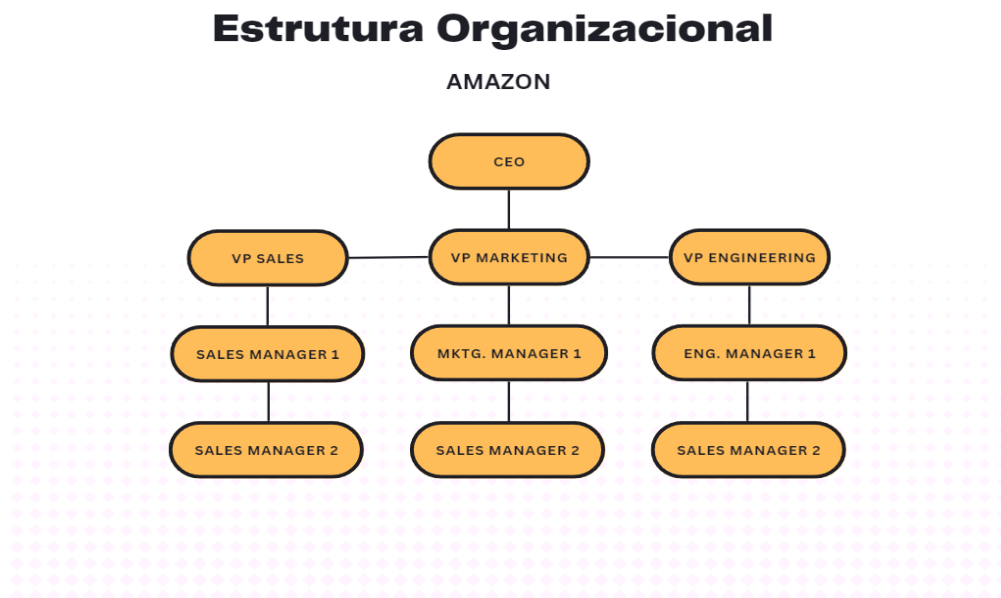 Estrutura Organizacional
AMAZON
CEO
VP SALES
VP MARKETING
VP ENGINEERING
SALES MANAGER 1
MKTG. MANAGER 1
ENG. MANAGER 1
SALES MANAGER 2
SALES MANAGER 2
SALES MANAGER 2